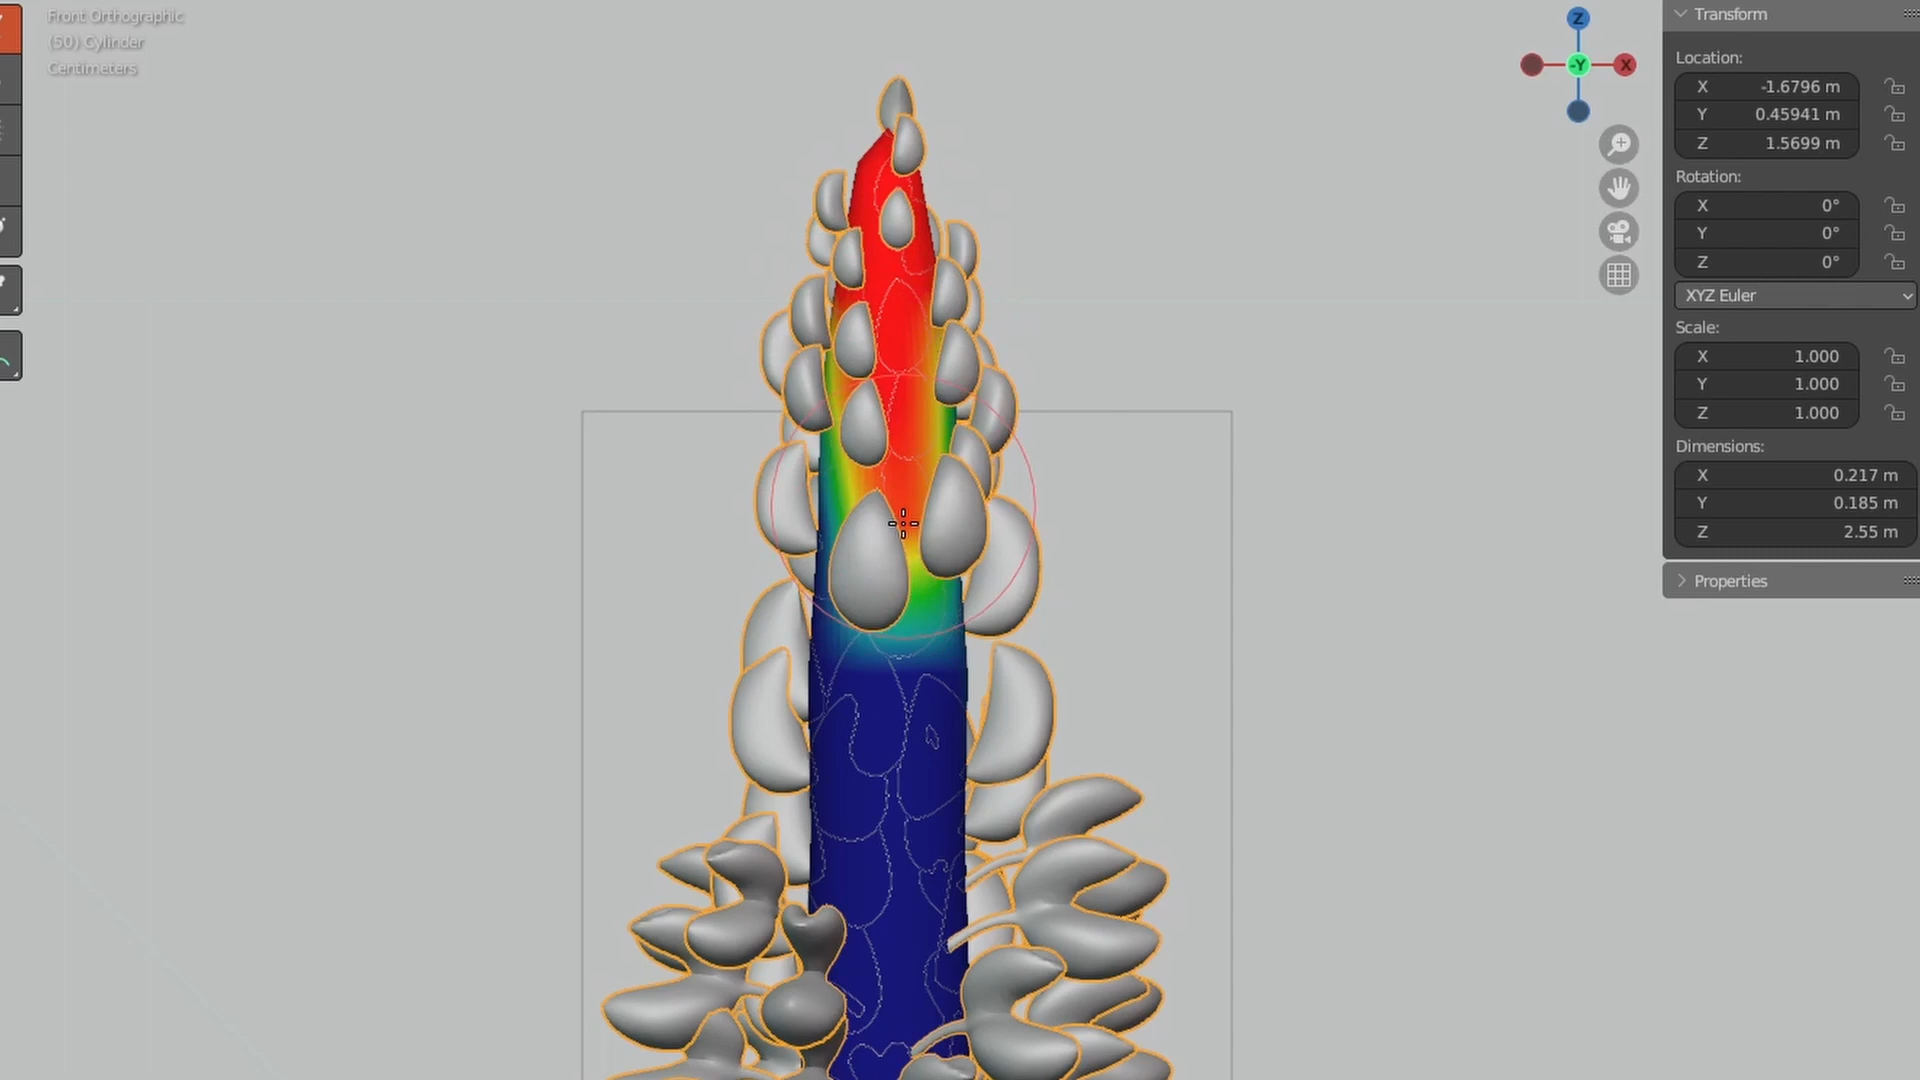 Front Orthographic
(50) Cylinder
Centimeters
Z
-Y
X
Transform
Location:
X -1.6796 m
Y 0.45941 m
Z 1.5699 m
Rotation:
X 0°
Y 0°
Z 0°
XYZ Euler
Scale:
X 1.000
Y 1.000
Z 1.000
Dimensions:
X 0.217 m
Y 0.185 m
Z 2.55 m
Properties